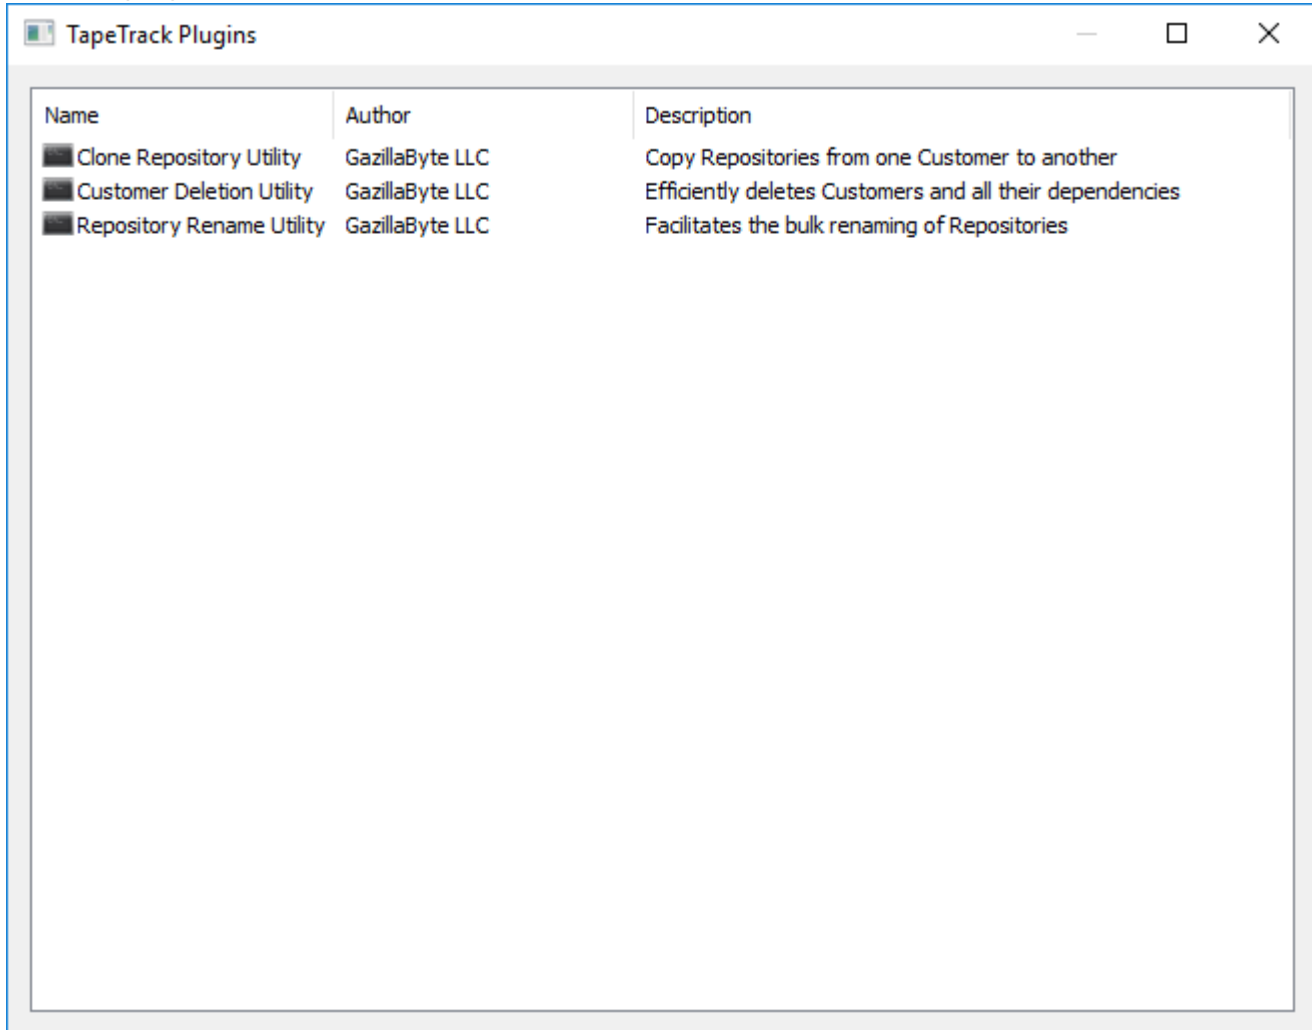 TapeTrack Plugins
Name Author Description
Clone Repository Utility GazillaByte LLC Copy Repositories from one Customer to another
Customer Deletion Utility GazillaByte LLC Efficiently deletes Customers and all their dependencies
Repository Rename Utility GazillaByte LLC Facilitates the bulk renaming of Repositories